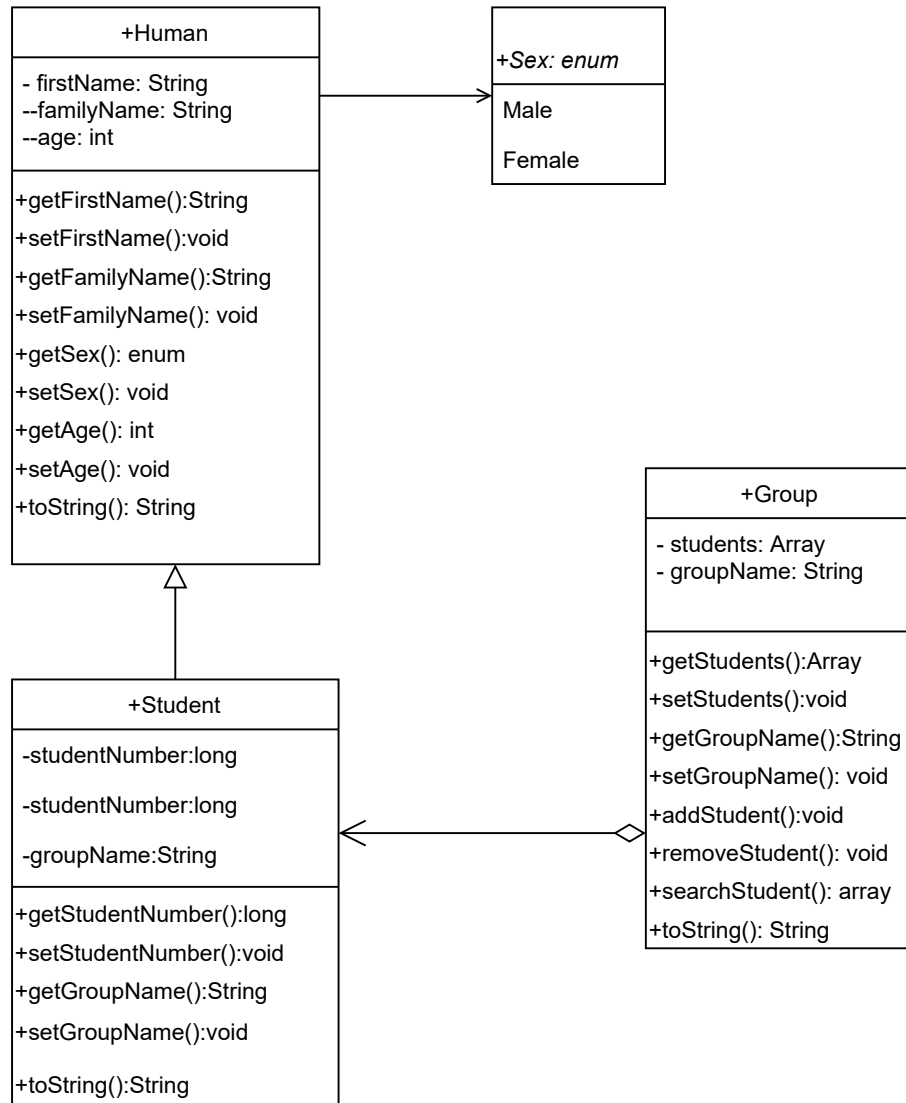 +Human
- firstName: String
--familyName: String
--age: int
+getFirstName():String
+setFirstName():void
+getFamilyName():String
+setFamilyName(): void
+getSex(): enum
+setSex(): void
+getAge(): int
+setAge(): void
+toString(): String
+Sex: enum
Male
Female
+Student
-studentNumber:long
-studentNumber:long
-groupName:String
+getStudentNumber():long
+setStudentNumber():void
+getGroupName():String
+setGroupName():void
+toString():String
+Group
- students: Array
- groupName: String
+getStudents():Array
+setStudents():void
+getGroupName():String
+setGroupName(): void
+addStudent():void
+removeStudent(): void
+searchStudent(): array
+toString(): String